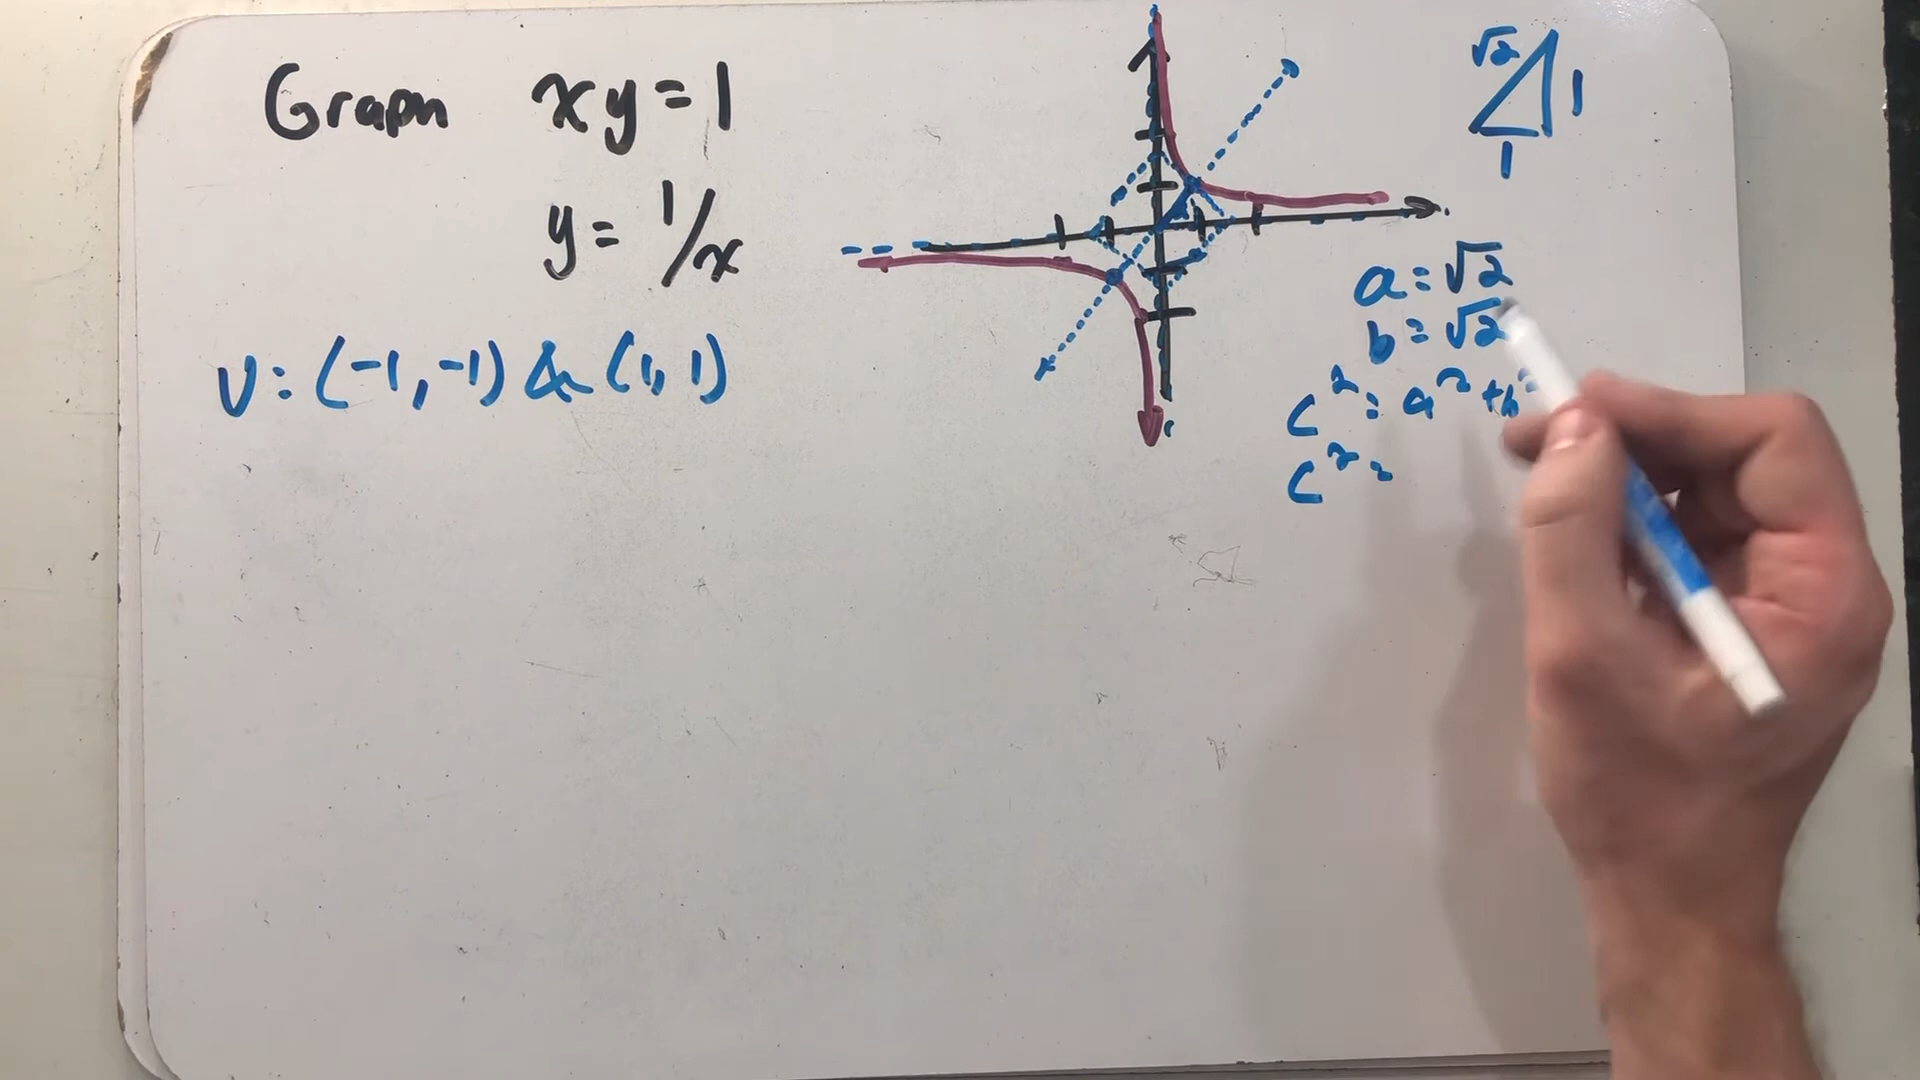 Graph xy=1
y= 1/x
V: (-1,-1) & (1,1)
√2
1
1
a=√2
b=√2
c²=a²+b²
c²=